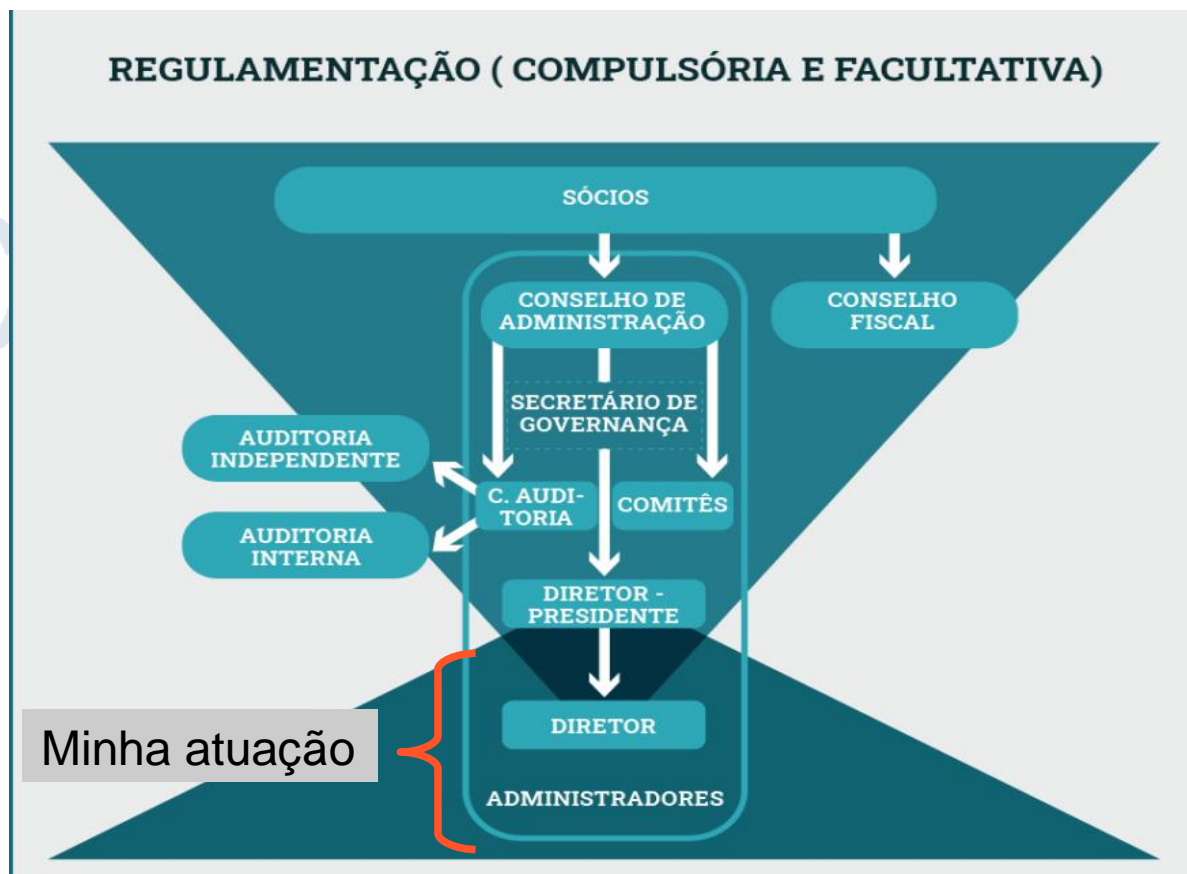 REGULAMENTAÇÃO ( COMPULSÓRIA E FACULTATIVA)
SÓCIOS
CONSELHO DE
ADMINISTRAÇÃO
CONSELHO
FISCAL
SECRETÁRIO DE
GOVERNANÇA
AUDITORIA
INDEPENDENTE
C. AUDI-
TORIA
COMITÊS
AUDITORIA
INTERNA
DIRETOR -
PRESIDENTE
DIRETOR
Minha atuação
ADMINISTRADORES